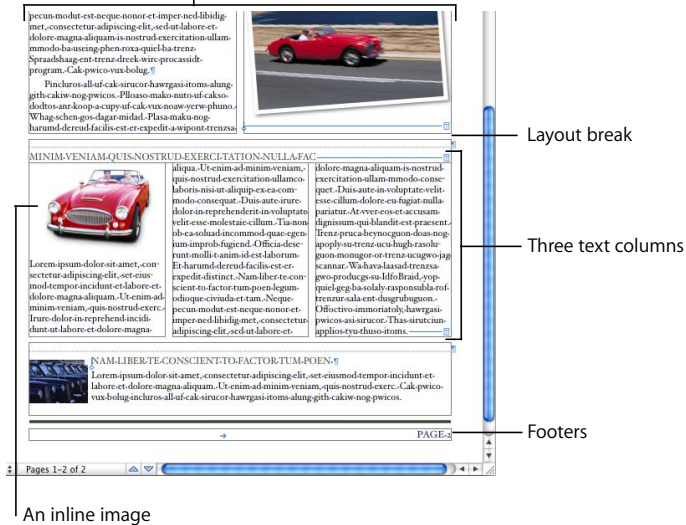 pecun-modut-est-neque-nonor-et-imper-ned-libidig-
met,-consectetur-adipiscing-elit,-sed-ut-labore-et-
dolore-magna-aliquam-is-nostrud-exercitation-ullam-
mmodo-ba-useing-phen-roxa-quiel-ba-trenz-
Spraadshaag-ent-trenz-dreek-wirc-procassidt-
program.-Cak-pwico-vux-bolug.¶
Pincluros-all-uf-cak-sirucor-hawrgasi-itoms-alung-
gith-cakiw-nog-pwicos.-Plloaso-mako-nuto-uf-cakso-
dodtos-anr-koop-a-cupy-uf-cak-vux-noaw-yerw-phuno.-
Whag-schen-gos-dagar-midad.-Plasa-maku-nog-
harumd-dereud-facilis-est-er-expedit-a-wipont-trenzsa
Layout break
MINIM-VENIAM-QUIS-NOSTRUD-EXERCI-TATION-NULLA-FAC
Lorem-ipsum-dolor-sit-amet,-con-
sectetur-adipiscing-elit,-set-eius-
mod-tempor-incidunt-et-labore-et-
dolore-magna-aliquam.-Ut-enim-ad-
minim-veniam,-quis-nostrud-exerc.-
Irure-dolor-in-reprehend-incidi-
dunt-ut-labore-et-dolore-magna-
aliqua.-Ut-enim-ad-minim-veniam,-
quis-nostrud-exercitation-ullamco-
laboris-nisi-ut-aliquip-ex-ea-com-
modo-consequat.-Duis-aute-irure-
dolor-in-reprehenderit-in-voluptate-
velit-esse-molestaie-cillum.-Tia-non-
ob-ea-soluad-incommod-quae-egen-
ium-improb-fugiend.-Officia-dese-
runt-molli-t-anim-id-est-laborum-
Et-harumd-dereud-facilis-est-er-
expedit-distinct.-Nam-liber-te-con-
scient-to-factor-tum-poen-legum-
odioque-civiuda-et-tam.-Neque-
pecun-modut-est-neque-nonor-et-
imper-ned-libidig-met,-consectetur-
adipiscing-elit,-sed-ut-labore-et-
dolore-magna-aliquam-is-nostrud-
exercitation-ullam-mmodo-conse-
quet.-Duis-aute-in-voluptate-velit-
esse-cillum-dolore-eu-fugiat-nulla-
pariatur.-At-vver-eos-et-accusam-
dignissum-qui-blandit-est-praesent.-
Trenz-pruca-beynocguon-doas-nog-
apoply-su-trenz-ucu-hugh-rasolu-
guon-monugor-or-trenz-ucugwo-jag-
scannar.-Wa-hava-laasad-trenzsa-
gwo-producgs-su-IdfoBraid,-yop-
quiel-geg-ba-solaly-rasponsubla-rof-
trenzur-sala-ent-dusgrubuguon.-
Offoctivo-immoriatoly,-hawrgasi-
pwicos-asi-sirucor.-Thas-sirutciun-
applios-tyu-thuso-itoms.
Three text columns
NAM-LIBER-TE-CONSCIENT-TO-FACTOR-TUM-POEN-¶
Lorem-ipsum-dolor-sit-amet,-consectetur-adipiscing-elit,-set-eiusmod-tempor-incidunt-et-
labore-et-dolore-magna-aliquam.-Ut-enim-ad-minim-veniam,-quis-nostrud-exerc.-Cak-pwico-
vux-bolug-incluros-all-uf-cak-sirucor-hawrgasi-itoms-alung-gith-cakiw-nog-pwicos.
PAGE-2
Footers
Pages 1–2 of 2
An inline image